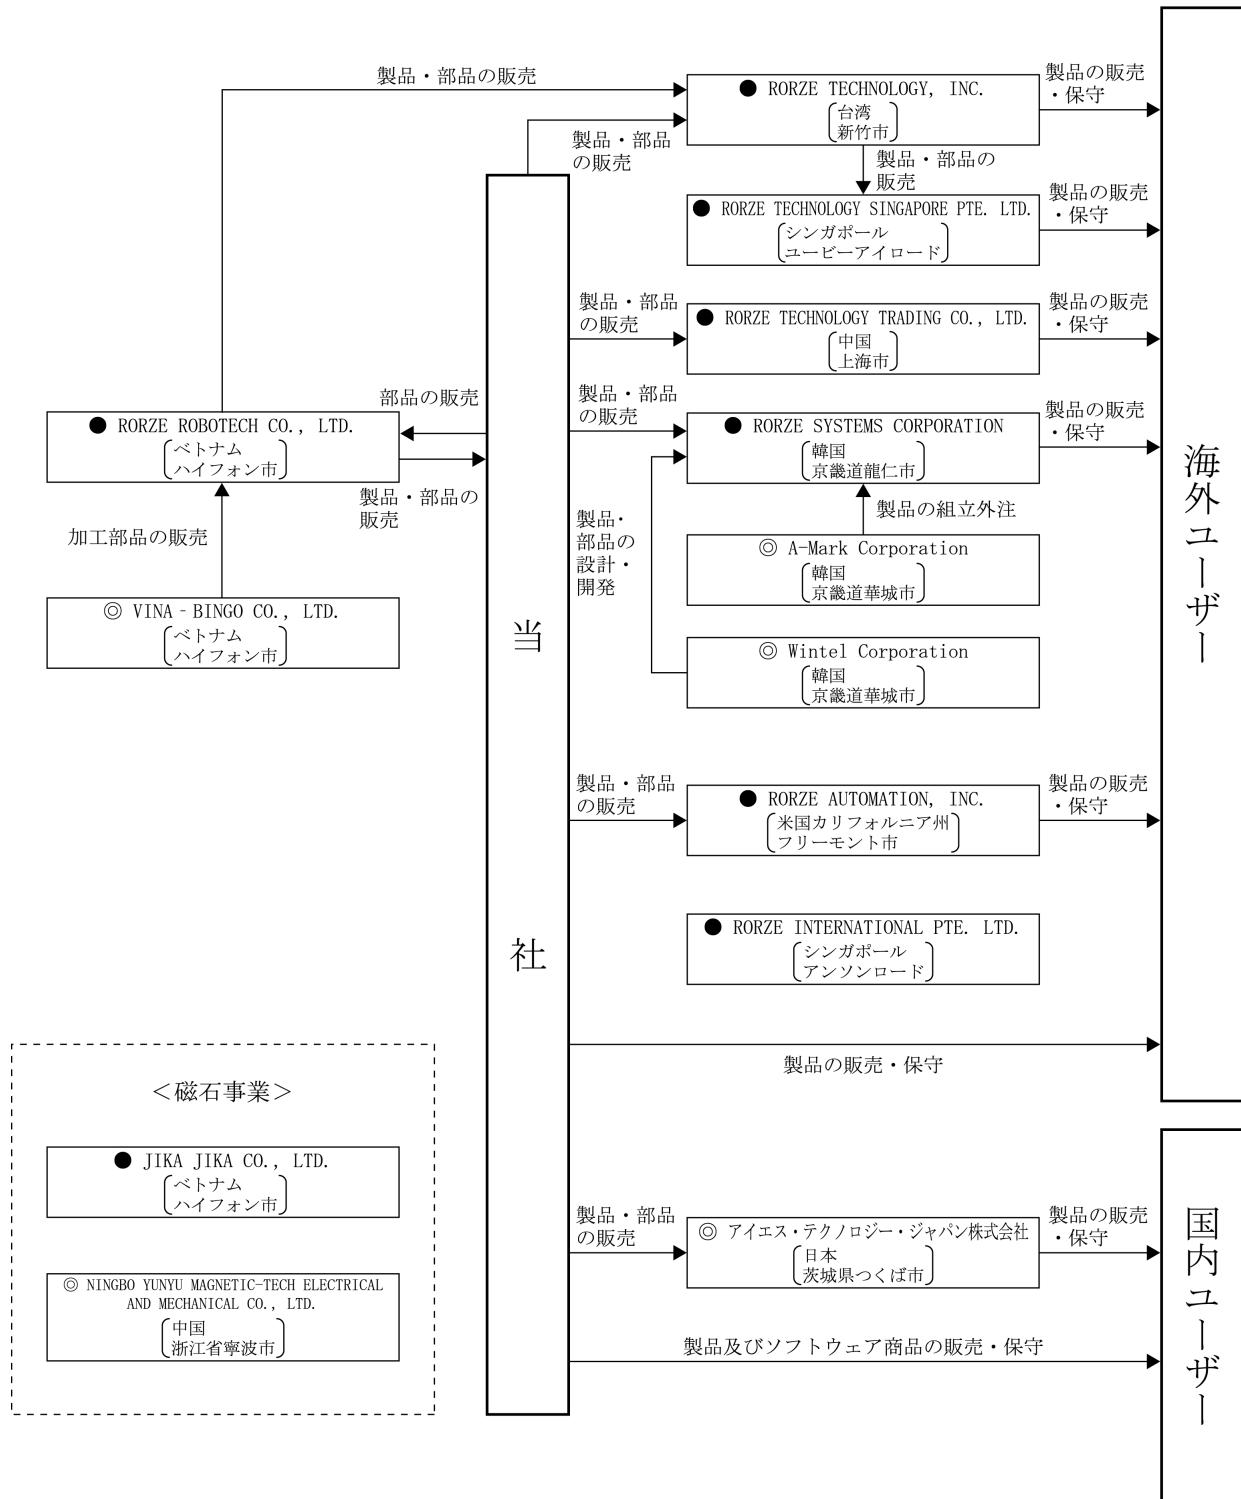 製品・部品の販売
● RORZE TECHNOLOGY, INC.
台湾
新竹市
製品の販売
・保守
製品・部品
の販売
製品・部品の
販売
● RORZE TECHNOLOGY SINGAPORE PTE. LTD.
シンガポール
ユービーアイロード
製品の販売
・保守
製品・部品
の販売
● RORZE TECHNOLOGY TRADING CO., LTD.
中国
上海市
製品の販売
・保守
部品の販売
● RORZE ROBOTECH CO., LTD.
ベトナム
ハイフォン市
製品・部品の
販売
加工部品の販売
◎ VINA‐BINGO CO., LTD.
ベトナム
ハイフォン市
当社
製品・部品
の販売
● RORZE SYSTEMS CORPORATION
韓国
京畿道龍仁市
製品の販売
・保守
製品の組立外注
製品・
部品の
設計・
開発
◎ A-Mark Corporation
韓国
京畿道華城市
◎ Wintel Corporation
韓国
京畿道華城市
海外ユーザー
製品・部品
の販売
● RORZE AUTOMATION, INC.
米国カリフォルニア州
フリーモント市
製品の販売
・保守
● RORZE INTERNATIONAL PTE. LTD.
シンガポール
アンソンロード
製品の販売・保守
＜磁石事業＞
● JIKA JIKA CO., LTD.
ベトナム
ハイフォン市
◎ NINGBO YUNYU MAGNETIC-TECH ELECTRICAL
AND MECHANICAL CO., LTD.
中国
浙江省寧波市
製品・部品
の販売
◎ アイエス・テクノロジー・ジャパン株式会社
日本
茨城県つくば市
製品の販売
・保守
製品及びソフトウェア商品の販売・保守
国内ユーザー